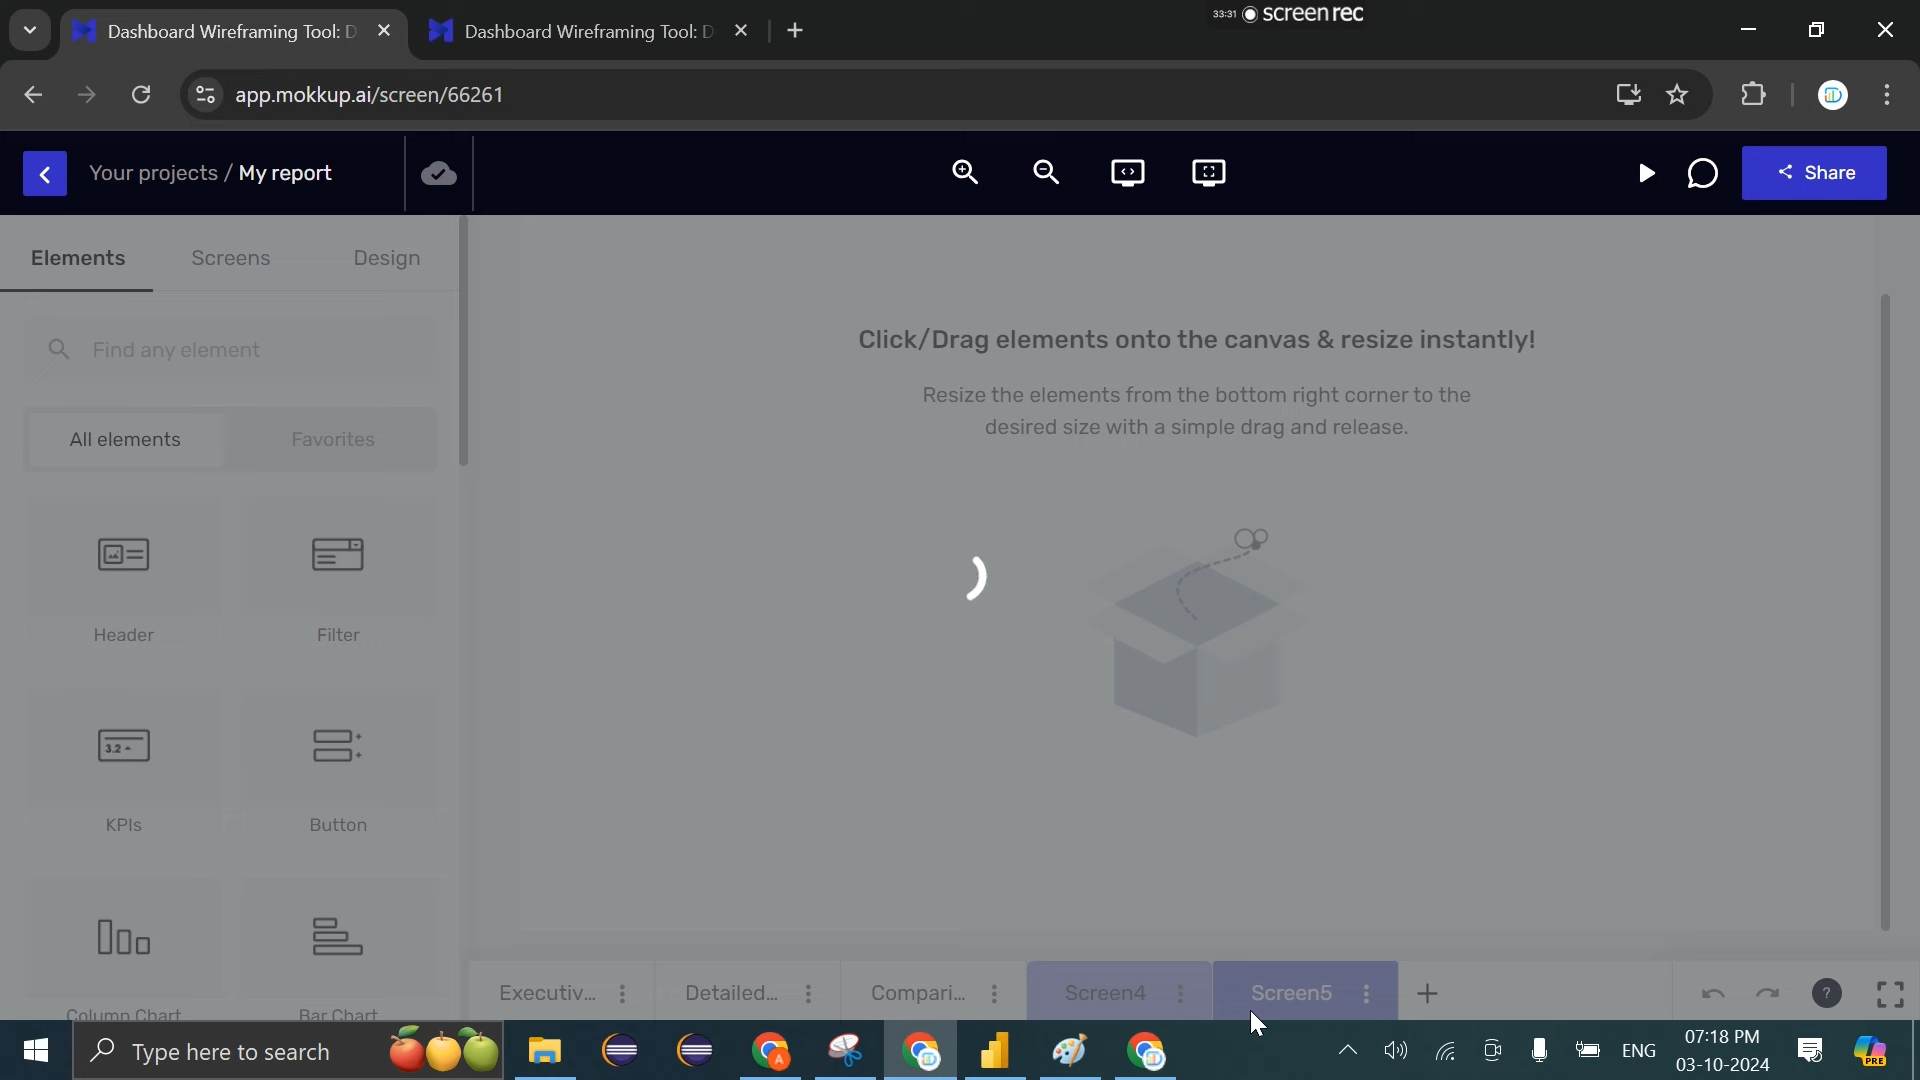 33:31 screenrec
Dashboard Wireframing Tool: D
Dashboard Wireframing Tool: D
app.mokkup.ai/screen/66261
Your projects / My report
Share
Elements Screens Design
Find any element
All elements Favorites
Header Filter
3.2
KPIs Button
Column Chart Bar Chart
Click/Drag elements onto the canvas & resize instantly!
Resize the elements from the bottom right corner to the
desired size with a simple drag and release.
Executiv... Detailed... Compari... Screen4 Screen5
?
Type here to search
A
ENG
07:18 PM
03-10-2024
PRE